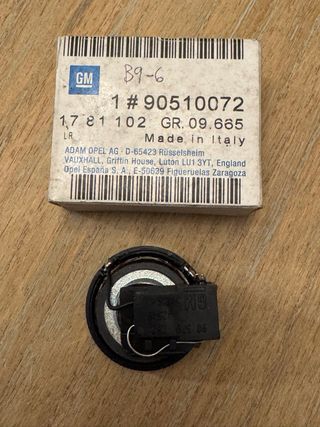 GM
B9-6
1 # 90510072
17 81 102 GR. 09.665
LR
Made in Italy
ADAM OPEL AG · D-65423 Rüsselsheim
VAUXHALL, Griffin House, Luton LU1 3YT, England
Opel España S. A., E-50639 Figueruelas Zaragoza
GM